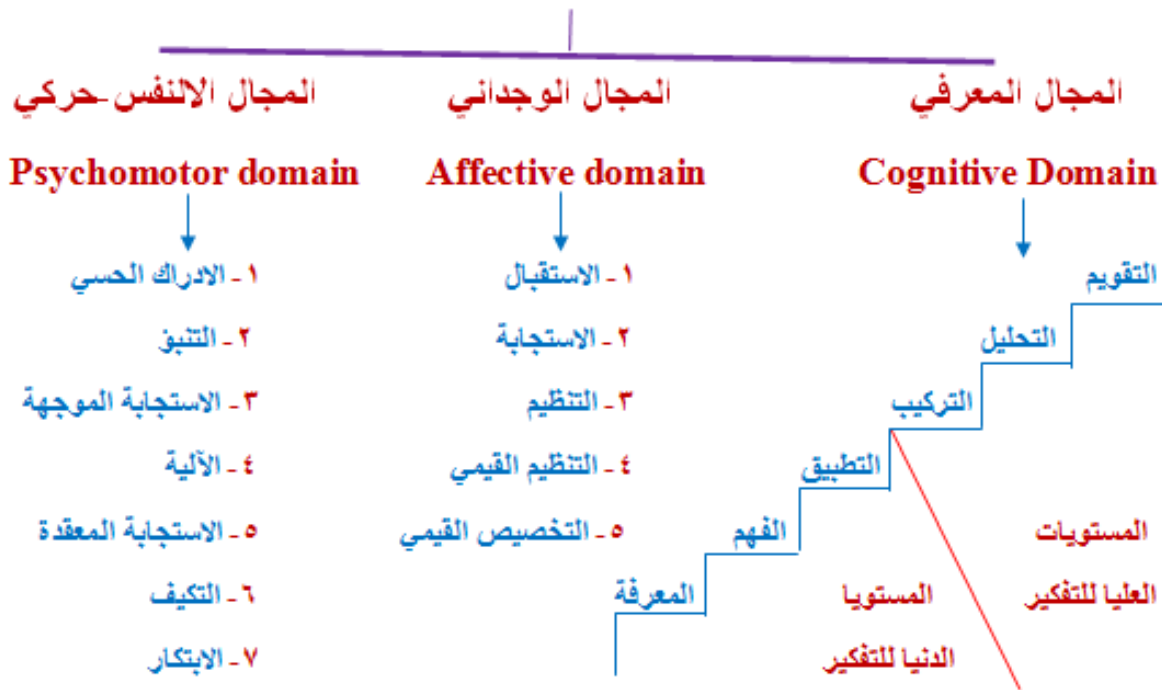 المجال المعرفي
Cognitive Domain
التقويم
التحليل
التركيب
التطبيق
الفهم
المعرفة
المستويات
العليا للتفكير
المستويا
الدنيا للتفكير
المجال الوجداني
Affective domain
١- الاستقبال
٢- الاستجابة
٣- التنظيم
٤- التنظيم القيمي
٥- التخصيص القيمي
المجال الالنفس-حركي
Psychomotor domain
١- الادراك الحسي
٢- التنبؤ
٣- الاستجابة الموجهة
٤- الآلية
٥- الاستجابة المعقدة
٦- التكيف
٧- الابتكار